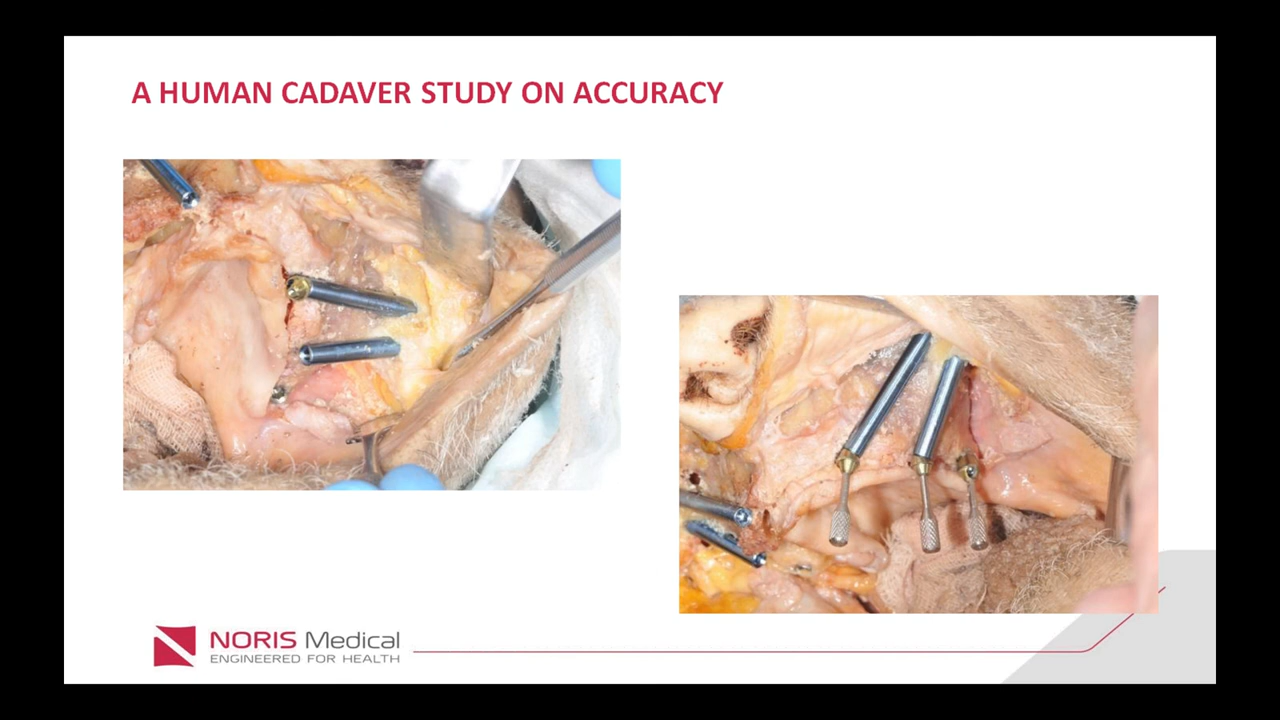 A HUMAN CADAVER STUDY ON ACCURACY
NORIS Medical
ENGINEERED FOR HEALTH